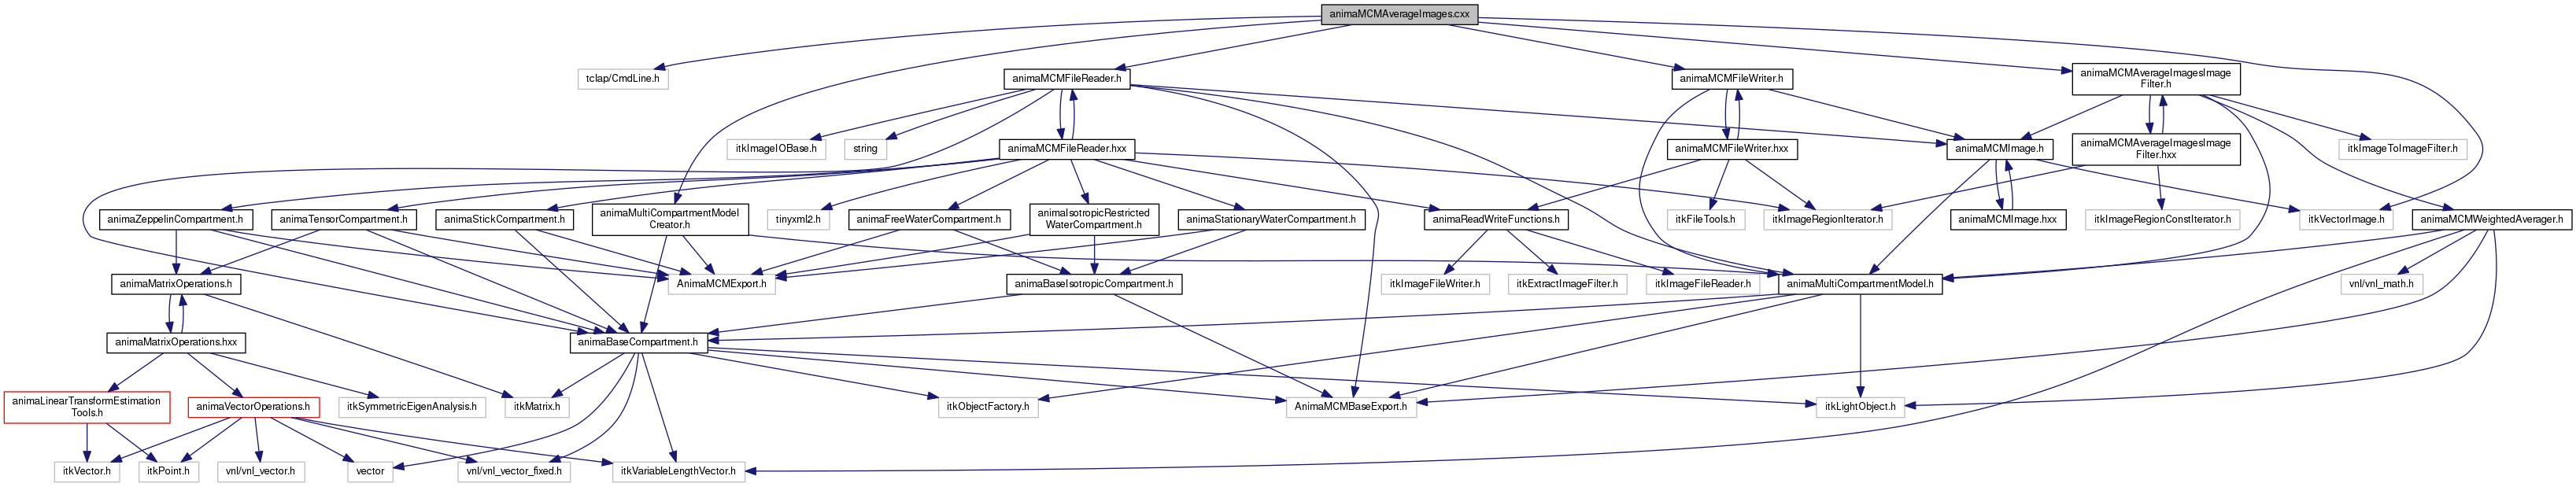 animaMCMAverageImages.cxx
tclap/CmdLine.h
animaMCMFileReader.h
animaMCMFileWriter.h
animaMCMAverageImagesImage
Filter.h
itkImageIOBase.h
string
animaMCMFileReader.hxx
animaMCMFileWriter.hxx
animaMCMImage.h
animaMCMAverageImagesImage
Filter.hxx
itkImageToImageFilter.h
animaZeppelinCompartment.h
animaTensorCompartment.h
animaStickCompartment.h
animaMultiCompartmentModel
Creator.h
tinyxml2.h
animaFreeWaterCompartment.h
animaIsotropicRestricted
WaterCompartment.h
animaStationaryWaterCompartment.h
animaReadWriteFunctions.h
itkFileTools.h
itkImageRegionIterator.h
animaMCMImage.hxx
itkImageRegionConstIterator.h
itkVectorImage.h
animaMCMWeightedAverager.h
animaMatrixOperations.h
AnimaMCMExport.h
animaBaseIsotropicCompartment.h
itkImageFileWriter.h
itkExtractImageFilter.h
itkImageFileReader.h
animaMultiCompartmentModel.h
vnl/vnl_math.h
animaMatrixOperations.hxx
animaBaseCompartment.h
animaLinearTransformEstimation
Tools.h
animaVectorOperations.h
itkSymmetricEigenAnalysis.h
itkMatrix.h
itkObjectFactory.h
AnimaMCMBaseExport.h
itkLightObject.h
itkVector.h
itkPoint.h
vnl/vnl_vector.h
vector
vnl/vnl_vector_fixed.h
itkVariableLengthVector.h